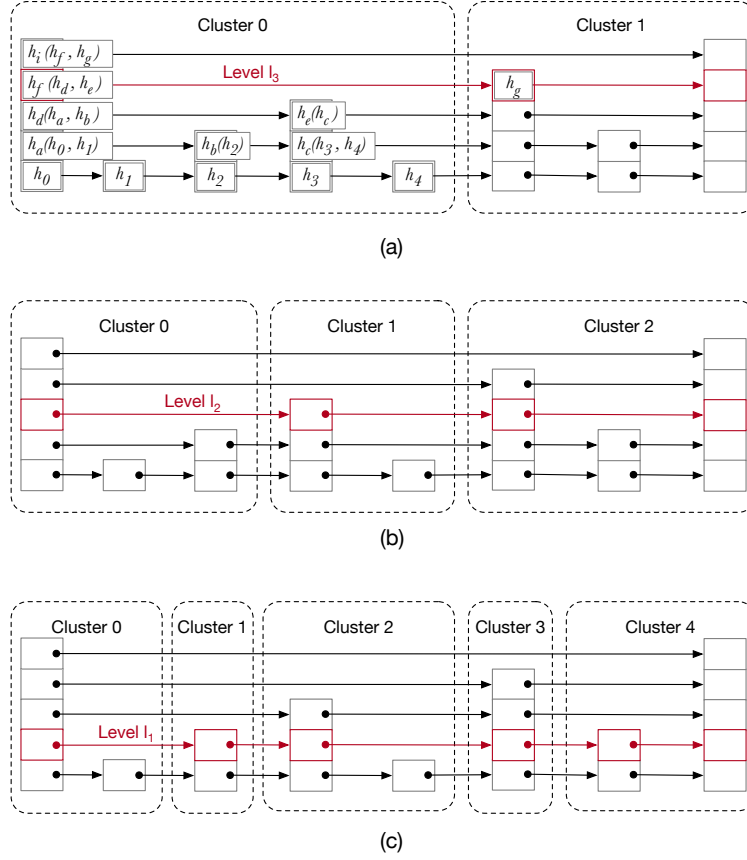 Cluster 0 Cluster 1
h_i(h_f, h_g)
h_f(h_d, h_e) Level l_3 h_g
h_d(h_a, h_b) h_e(h_c)
h_a(h_0, h_1) h_b(h_2) h_c(h_3, h_4)
h_0 h_1 h_2 h_3 h_4
(a)
Cluster 0 Cluster 1 Cluster 2
Level l_2
(b)
Cluster 0 Cluster 1 Cluster 2 Cluster 3 Cluster 4
Level l_1
(c)